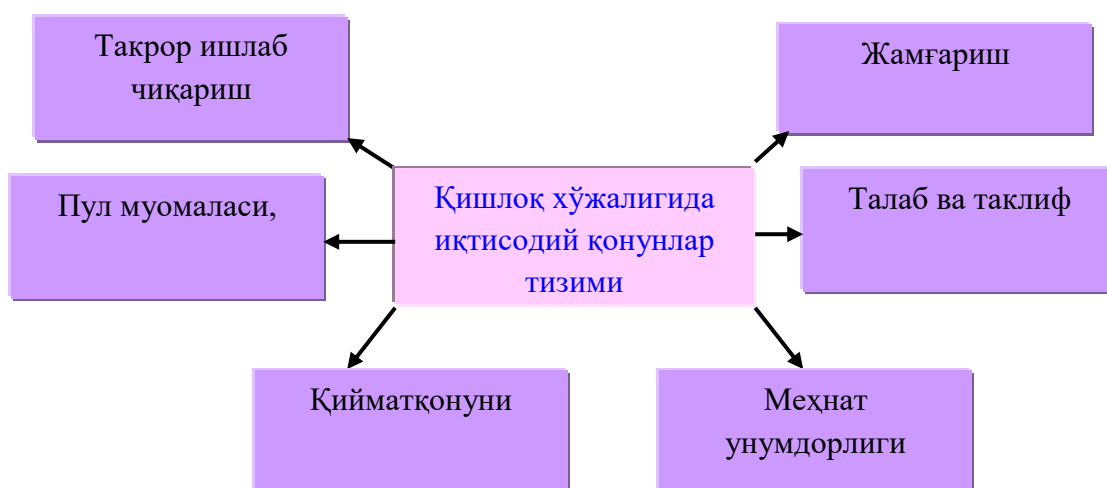 Такрор ишлаб
чиқариш
Жамғариш
Пул муомаласи,
Қишлоқ хўжалигида
иқтисодий қонунлар
тизими
Талаб ва таклиф
Қийматқонуни
Меҳнат
унумдорлиги